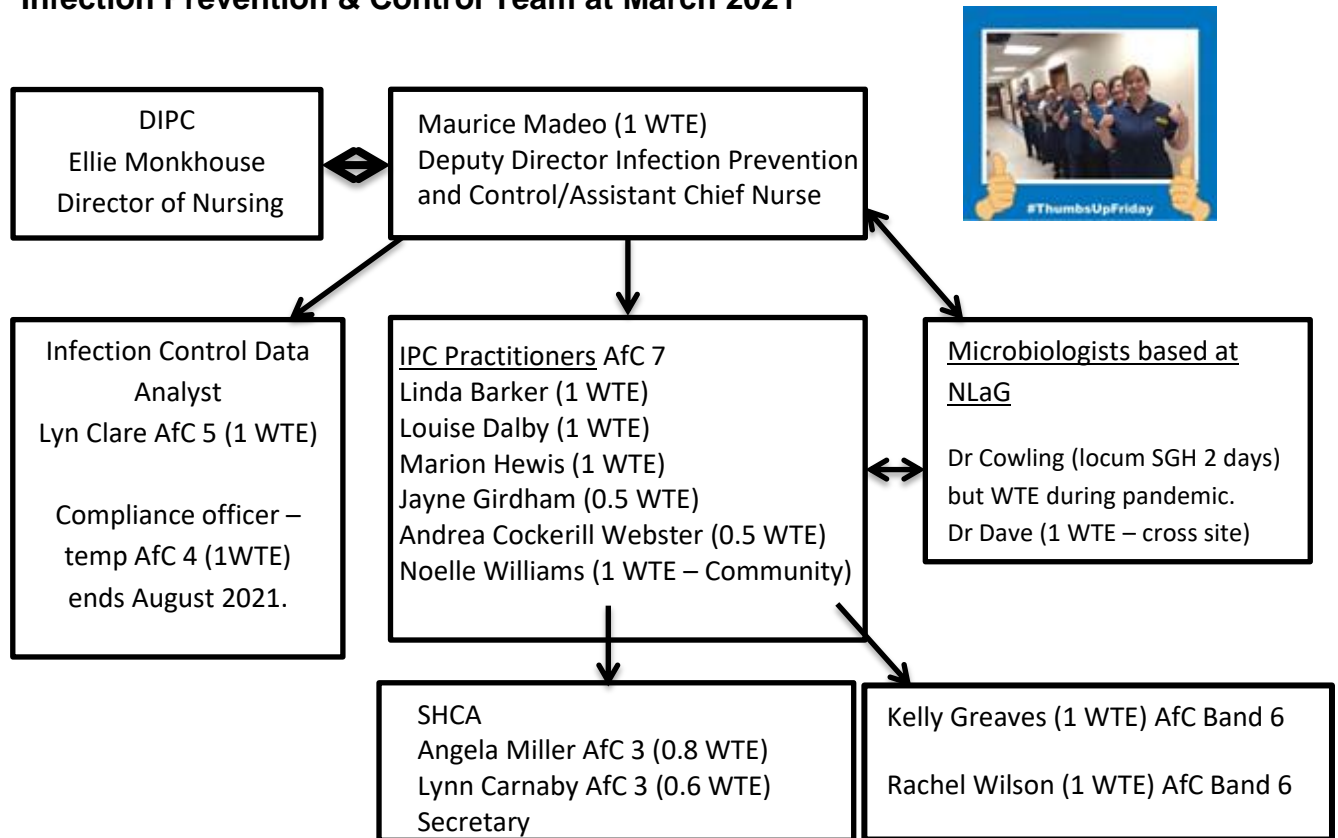 Infection Prevention & Control Team at March 2021
#ThumbsUpFriday
DIPC
Ellie Monkhouse
Director of Nursing
Maurice Madeo (1 WTE)
Deputy Director Infection Prevention
and Control/Assistant Chief Nurse
Infection Control Data
Analyst
Lyn Clare AfC 5 (1 WTE)
Compliance officer –
temp AfC 4 (1WTE)
ends August 2021.
IPC Practitioners AfC 7
Linda Barker (1 WTE)
Louise Dalby (1 WTE)
Marion Hewis (1 WTE)
Jayne Girdham (0.5 WTE)
Andrea Cockerill Webster (0.5 WTE)
Noelle Williams (1 WTE – Community)
Microbiologists based at
NLaG
Dr Cowling (locum SGH 2 days)
but WTE during pandemic.
Dr Dave (1 WTE – cross site)
SHCA
Angela Miller AfC 3 (0.8 WTE)
Lynn Carnaby AfC 3 (0.6 WTE)
Secretary
Kelly Greaves (1 WTE) AfC Band 6
Rachel Wilson (1 WTE) AfC Band 6